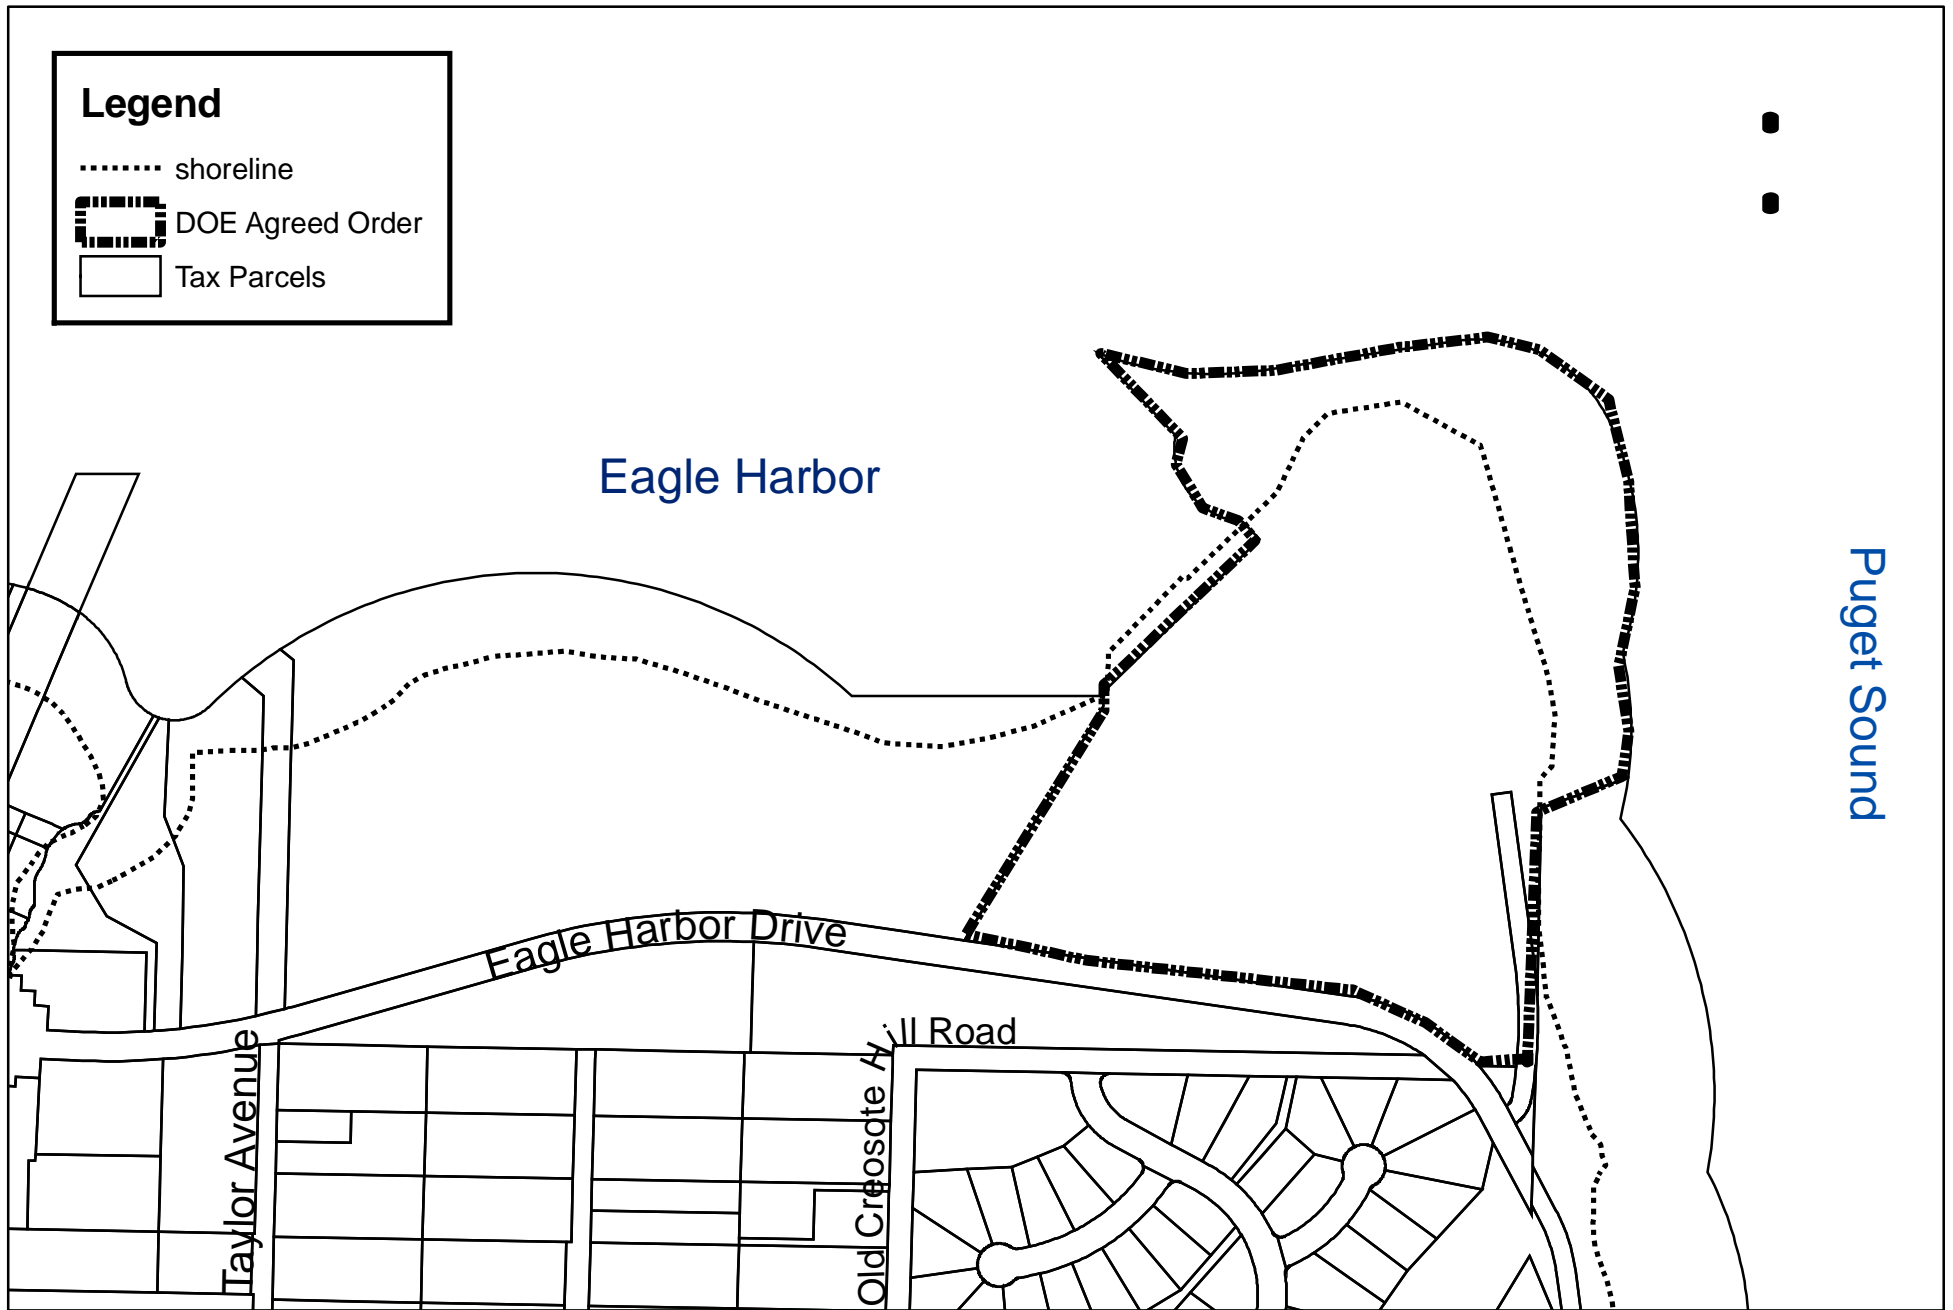 Legend
shoreline
DOE Agreed Order
Tax Parcels
Eagle Harbor
Puget Sound
Eagle Harbor Drive
Taylor Avenue
Old Creosote Hill Road